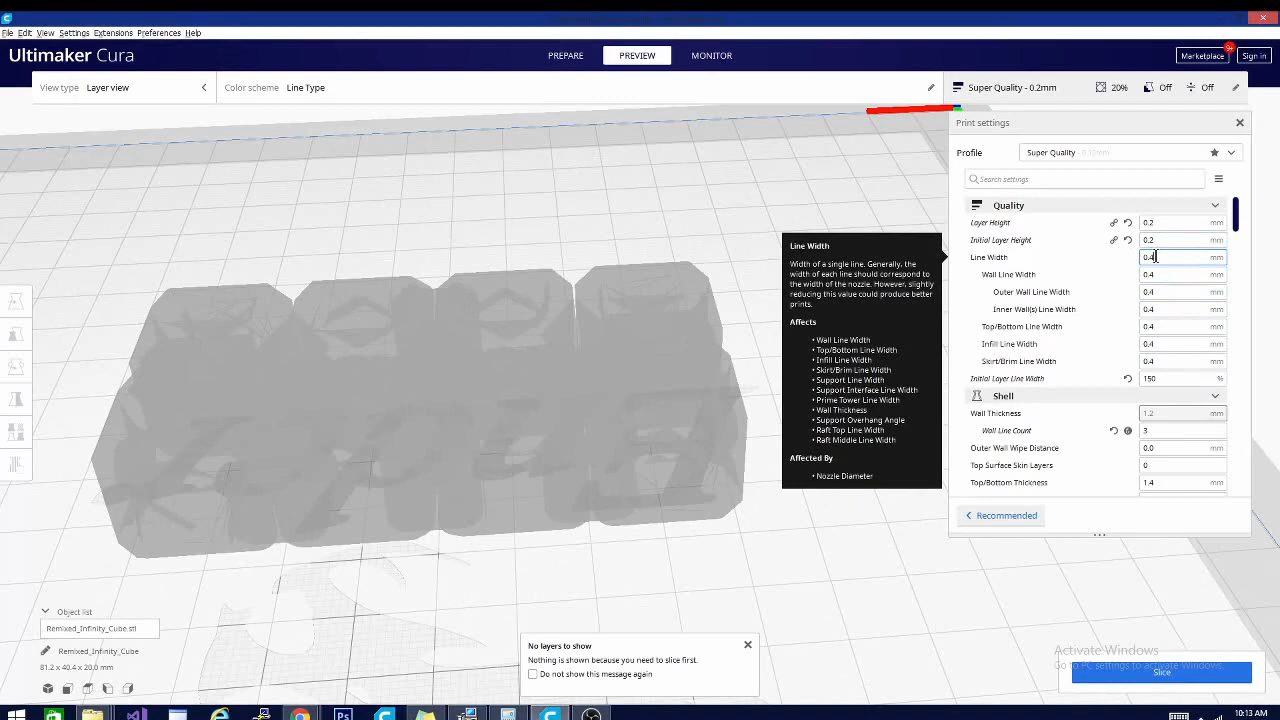 File Edit View Settings Extensions Preferences Help
Ultimaker Cura
PREPARE
PREVIEW
MONITOR
9+
Marketplace
Sign in
View type Layer view
Color scheme Line Type
Super Quality - 0.2mm
20%
Off
Off
Print settings
Profile
Super Quality - 0.12mm
Search settings
Quality
Layer Height 0.2 mm
Initial Layer Height 0.2 mm
Line Width 0.4 mm
Wall Line Width 0.4 mm
Outer Wall Line Width 0.4 mm
Inner Wall(s) Line Width 0.4 mm
Top/Bottom Line Width 0.4 mm
Infill Line Width 0.4 mm
Skirt/Brim Line Width 0.4 mm
Initial Layer Line Width 150 %
Shell
Wall Thickness 1.2 mm
Wall Line Count 3
Outer Wall Wipe Distance 0.0 mm
Top Surface Skin Layers 0
Top/Bottom Thickness 1.4 mm
Recommended
Line Width
Width of a single line. Generally, the
width of each line should correspond to
the width of the nozzle. However, slightly
reducing this value could produce better
prints.
Affects
• Wall Line Width
• Top/Bottom Line Width
• Infill Line Width
• Skirt/Brim Line Width
• Support Line Width
• Support Interface Line Width
• Prime Tower Line Width
• Wall Thickness
• Support Overhang Angle
• Raft Top Line Width
• Raft Middle Line Width
Affected By
• Nozzle Diameter
Object list
Remixed_Infinity_Cube.stl
Remixed_Infinity_Cube
81.2 x 40.4 x 20.0 mm
No layers to show
Nothing is shown because you need to slice first.
Do not show this message again
Activate Windows
Go to PC settings to activate Windows.
Slice
10:13 AM